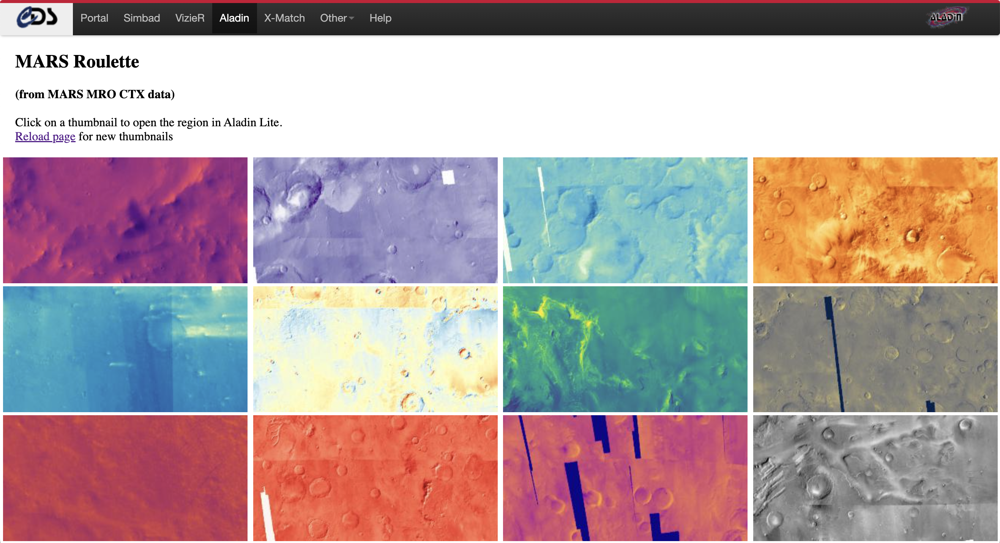 CDS Portal Simbad VizieR Aladin X-Match Other Help ALADIN
MARS Roulette
(from MARS MRO CTX data)
Click on a thumbnail to open the region in Aladin Lite.
Reload page for new thumbnails